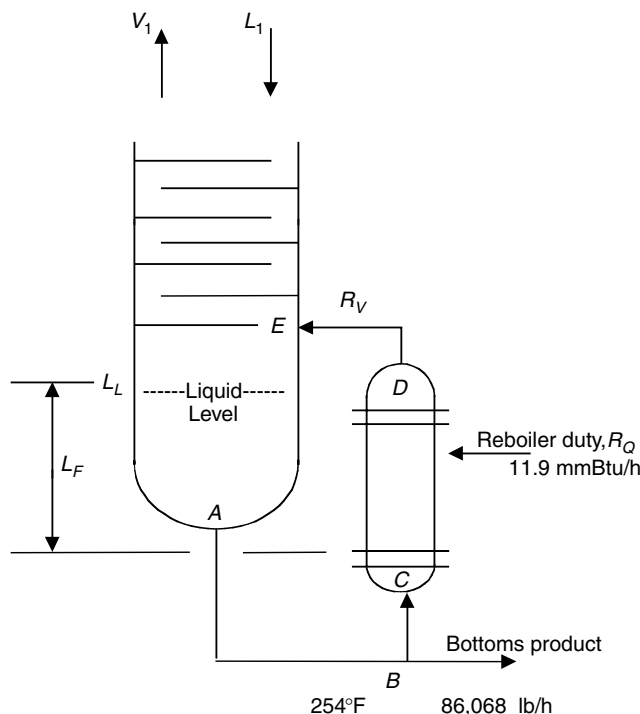 V1 L1
RV
E
D
LL
------Liquid------
Level
Reboiler duty, RQ
11.9 mmBtu/h
LF
A
C
Bottoms product
B
254°F 86,068 lb/h